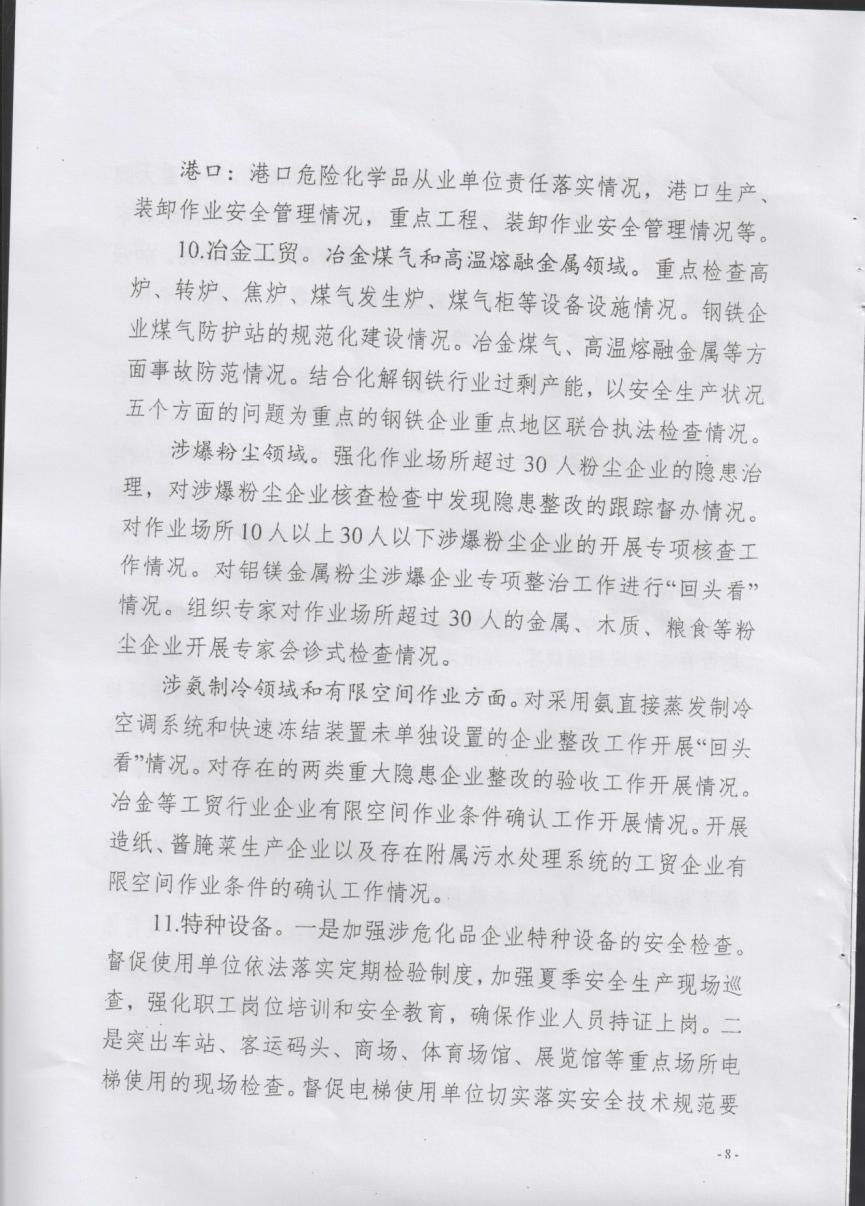 港口：港口危险化学品从业单位责任落实情况，港口生产、
装卸作业安全管理情况，重点工程、装卸作业安全管理情况等。
10.冶金工贸。冶金煤气和高温熔融金属领域。重点检查高
炉、转炉、焦炉、煤气发生炉、煤气柜等设备设施情况。钢铁企
业煤气防护站的规范化建设情况。冶金煤气、高温熔融金属等方
面事故防范情况。结合化解钢铁行业过剩产能，以安全生产状况
五个方面的问题为重点的钢铁企业重点地区联合执法检查情况。
涉爆粉尘领域。强化作业场所超过 30 人粉尘企业的隐患治
理，对涉爆粉尘企业核查检查中发现隐患整改的跟踪督办情况。
对作业场所10人以上30人以下涉爆粉尘企业的开展专项核查工
作情况。对铝镁金属粉尘涉爆企业专项整治工作进行“回头看”
情况。组织专家对作业场所超过 30 人的金属、木质、粮食等粉
尘企业开展专家会诊式检查情况。
涉氨制冷领域和有限空间作业方面。对采用氨直接蒸发制冷
空调系统和快速冻结装置未单独设置的企业整改工作开展“回头
看”情况。对存在的两类重大隐患企业整改的验收工作开展情况。
冶金等工贸行业企业有限空间作业条件确认工作开展情况。开展
造纸、酱腌菜生产企业以及存在附属污水处理系统的工贸企业有
限空间作业条件的确认工作情况。
11.特种设备。一是加强涉危化品企业特种设备的安全检查。
督促使用单位依法落实定期检验制度，加强夏季安全生产现场巡
查，强化职工岗位培训和安全教育，确保作业人员持证上岗。二
是突出车站、客运码头、商场、体育场馆、展览馆等重点场所电
梯使用的现场检查。督促电梯使用单位切实落实安全技术规范要
- 8 -